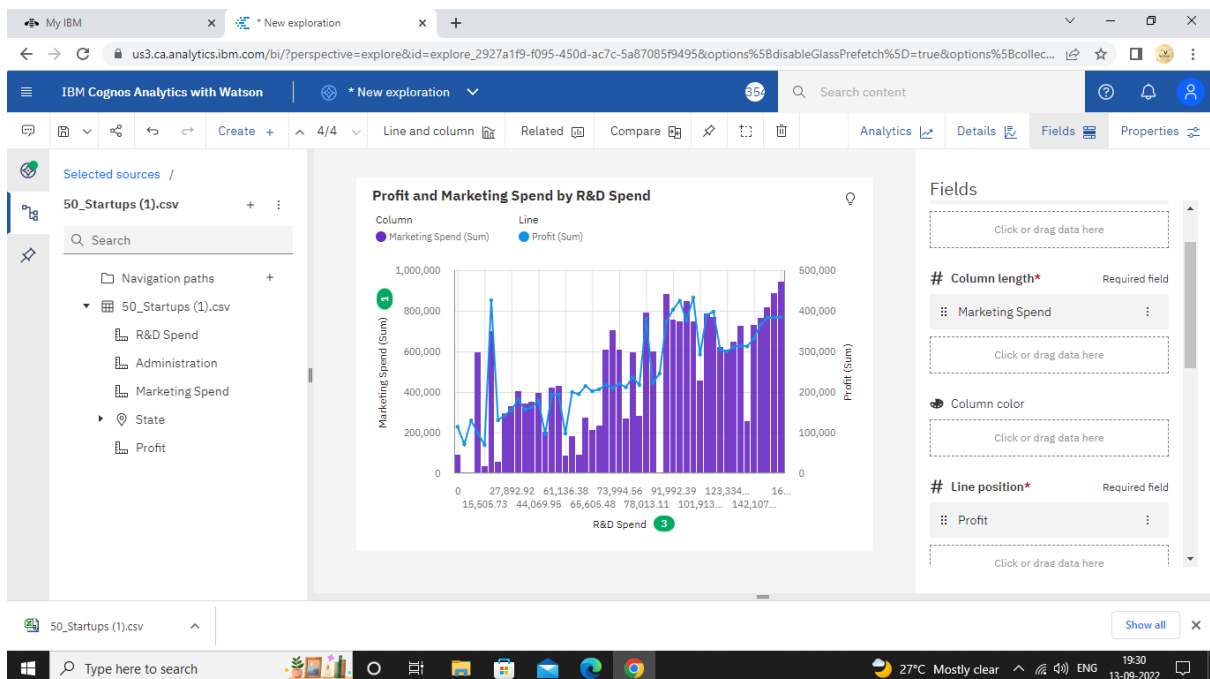 My IBM
* New exploration
us3.ca.analytics.ibm.com/bi/?perspective=explore&id=explore_2927a1f9-f095-450d-ac7c-5a87085f9495&options%5BdisableGlassPrefetch%5D=true&options%5Bcollec...
IBM Cognos Analytics with Watson
* New exploration
354
Search content
Create +
4/4
Line and column
Related
Compare
Analytics
Details
Fields
Properties
Selected sources /
50_Startups (1).csv
Search
Navigation paths
50_Startups (1).csv
R&D Spend
Administration
Marketing Spend
State
Profit
Profit and Marketing Spend by R&D Spend
Column
Line
Marketing Spend (Sum)
Profit (Sum)
1,000,000
800,000
600,000
400,000
200,000
0
Marketing Spend (Sum)
1
500,000
400,000
300,000
200,000
100,000
0
Profit (Sum)
0 27,892.92 61,136.38 73,994.56 91,992.39 123,334... 16...
15,505.73 44,069.95 65,605.48 78,013.11 101,913... 142,107...
R&D Spend 3
Fields
Click or drag data here
# Column length* Required field
Marketing Spend
Click or drag data here
Column color
Click or drag data here
# Line position* Required field
Profit
Click or drag data here
50_Startups (1).csv
Show all
Type here to search
27°C Mostly clear
ENG
19:30
13-09-2022